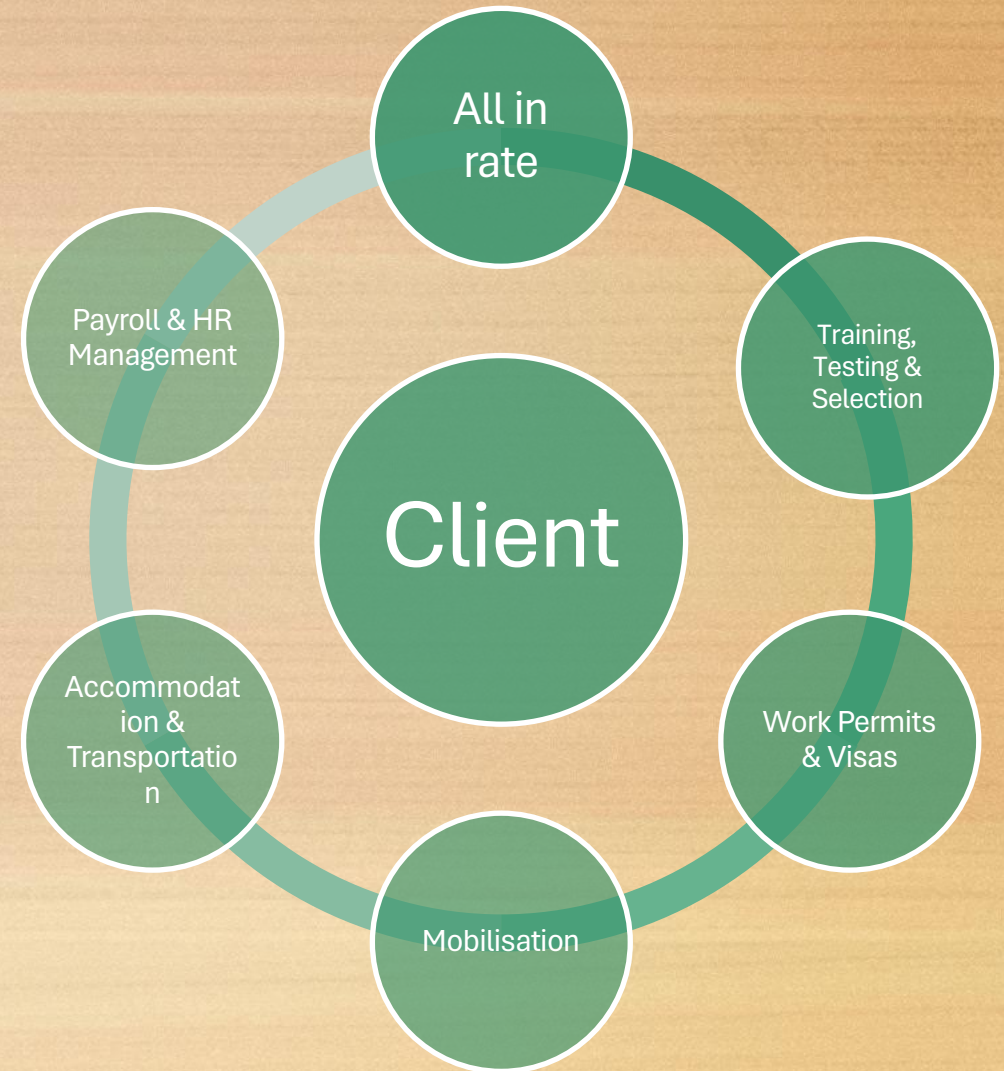 All in
rate
Training,
Testing &
Selection
Work Permits
& Visas
Mobilisation
Accommodat
ion &
Transportatio
n
Payroll & HR
Management
Client